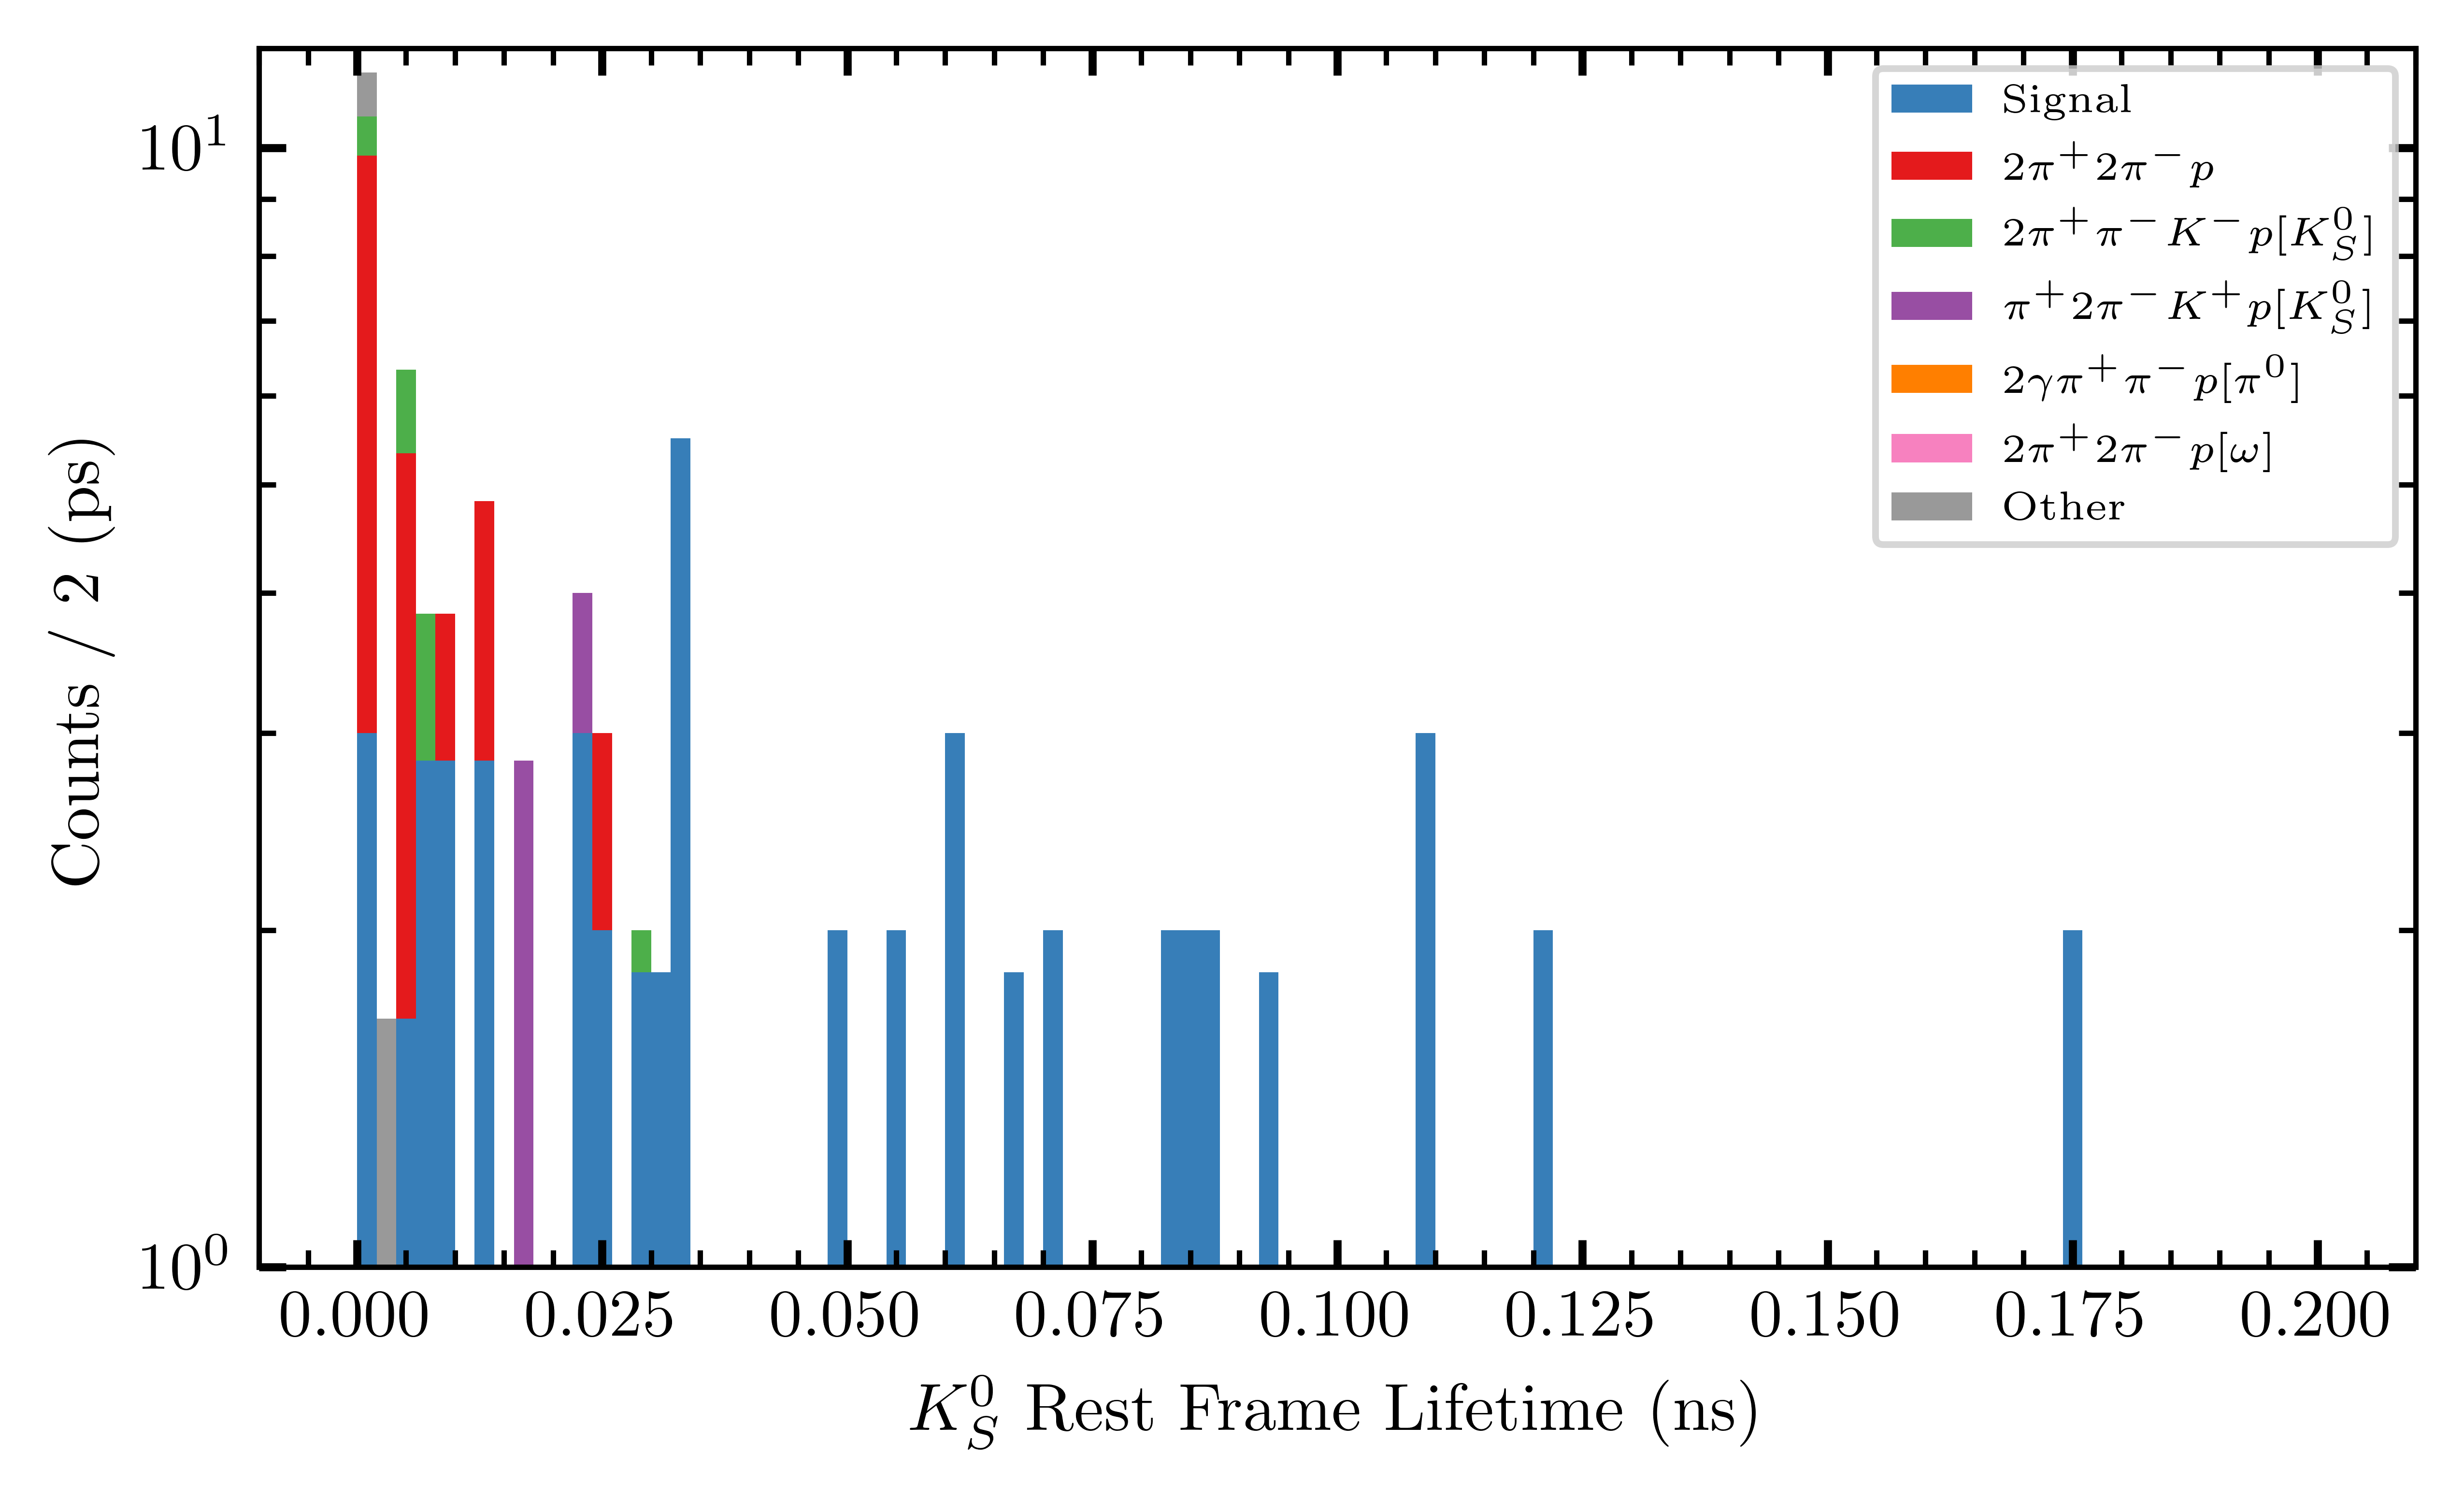 Counts / 2 (ps)
10¹
10⁰
Signal
2π⁺2π⁻p
2π⁺π⁻K⁻p[K⁰_S]
π⁺2π⁻K⁺p[K⁰_S]
2γπ⁺π⁻p[π⁰]
2π⁺2π⁻p[ω]
Other
0.000 0.025 0.050 0.075 0.100 0.125 0.150 0.175 0.200
K⁰_S Rest Frame Lifetime (ns)